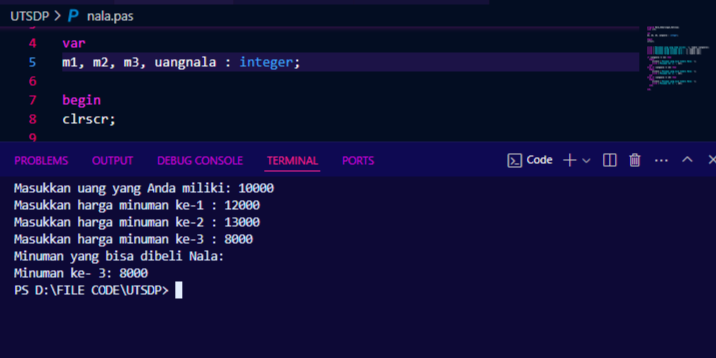 UTSDP > P nala.pas
4 var
5 m1, m2, m3, uangnala : integer;
6
7 begin
8 clrscr;
9
PROBLEMS OUTPUT DEBUG CONSOLE TERMINAL PORTS Code
Masukkan uang yang Anda miliki: 10000
Masukkan harga minuman ke-1 : 12000
Masukkan harga minuman ke-2 : 13000
Masukkan harga minuman ke-3 : 8000
Minuman yang bisa dibeli Nala:
Minuman ke- 3: 8000
PS D:\FILE CODE\UTSDP>